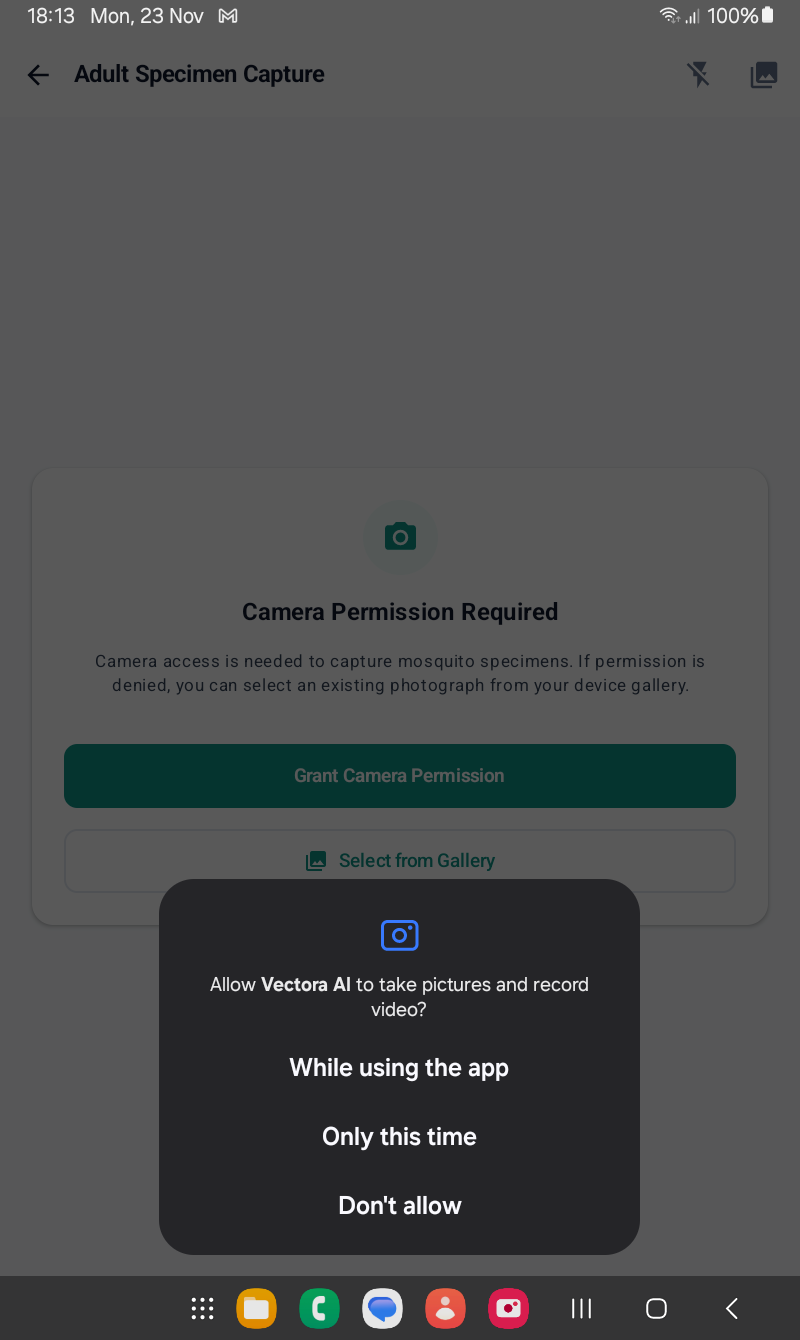 18:13 Mon, 23 Nov 100%
Adult Specimen Capture
Camera Permission Required
Camera access is needed to capture mosquito specimens. If permission is
denied, you can select an existing photograph from your device gallery.
Grant Camera Permission
Select from Gallery
Allow Vectora AI to take pictures and record
video?
While using the app
Only this time
Don't allow